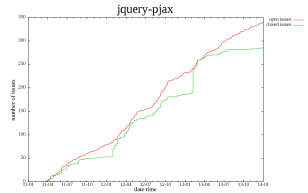 jquery-pjax
open issues
closed issues
number of issues
350
300
250
200
150
100
50
0
11-01 11-04 11-07 11-10 12-01 12-04 12-07 12-10 13-01 13-04 13-07 13-10 14-01
date time